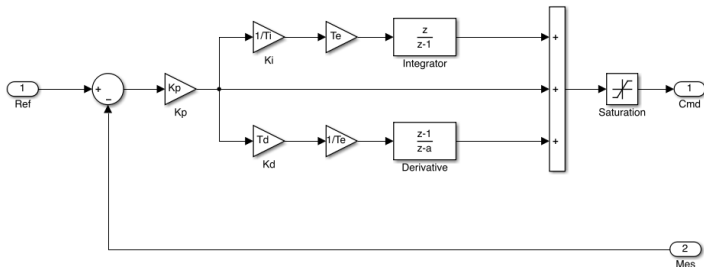 1/Ti
Te
z
z-1
Ki
Integrator
+
1
Ref
+
−
Kp
Kp
+
Saturation
1
Cmd
Td
1/Te
z-1
z-a
Kd
Derivative
+
2
Mes